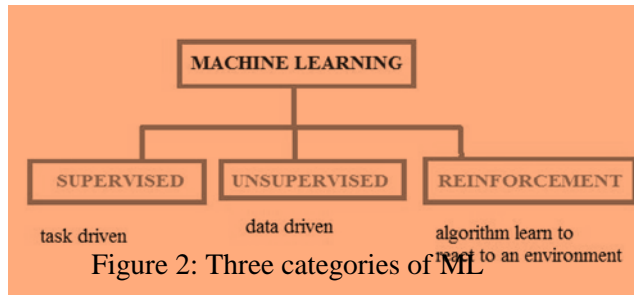 MACHINE LEARNING
SUPERVISED
UNSUPERVISED
REINFORCEMENT
task driven
data driven
algorithm learn to
react to an environment
Figure 2: Three categories of ML